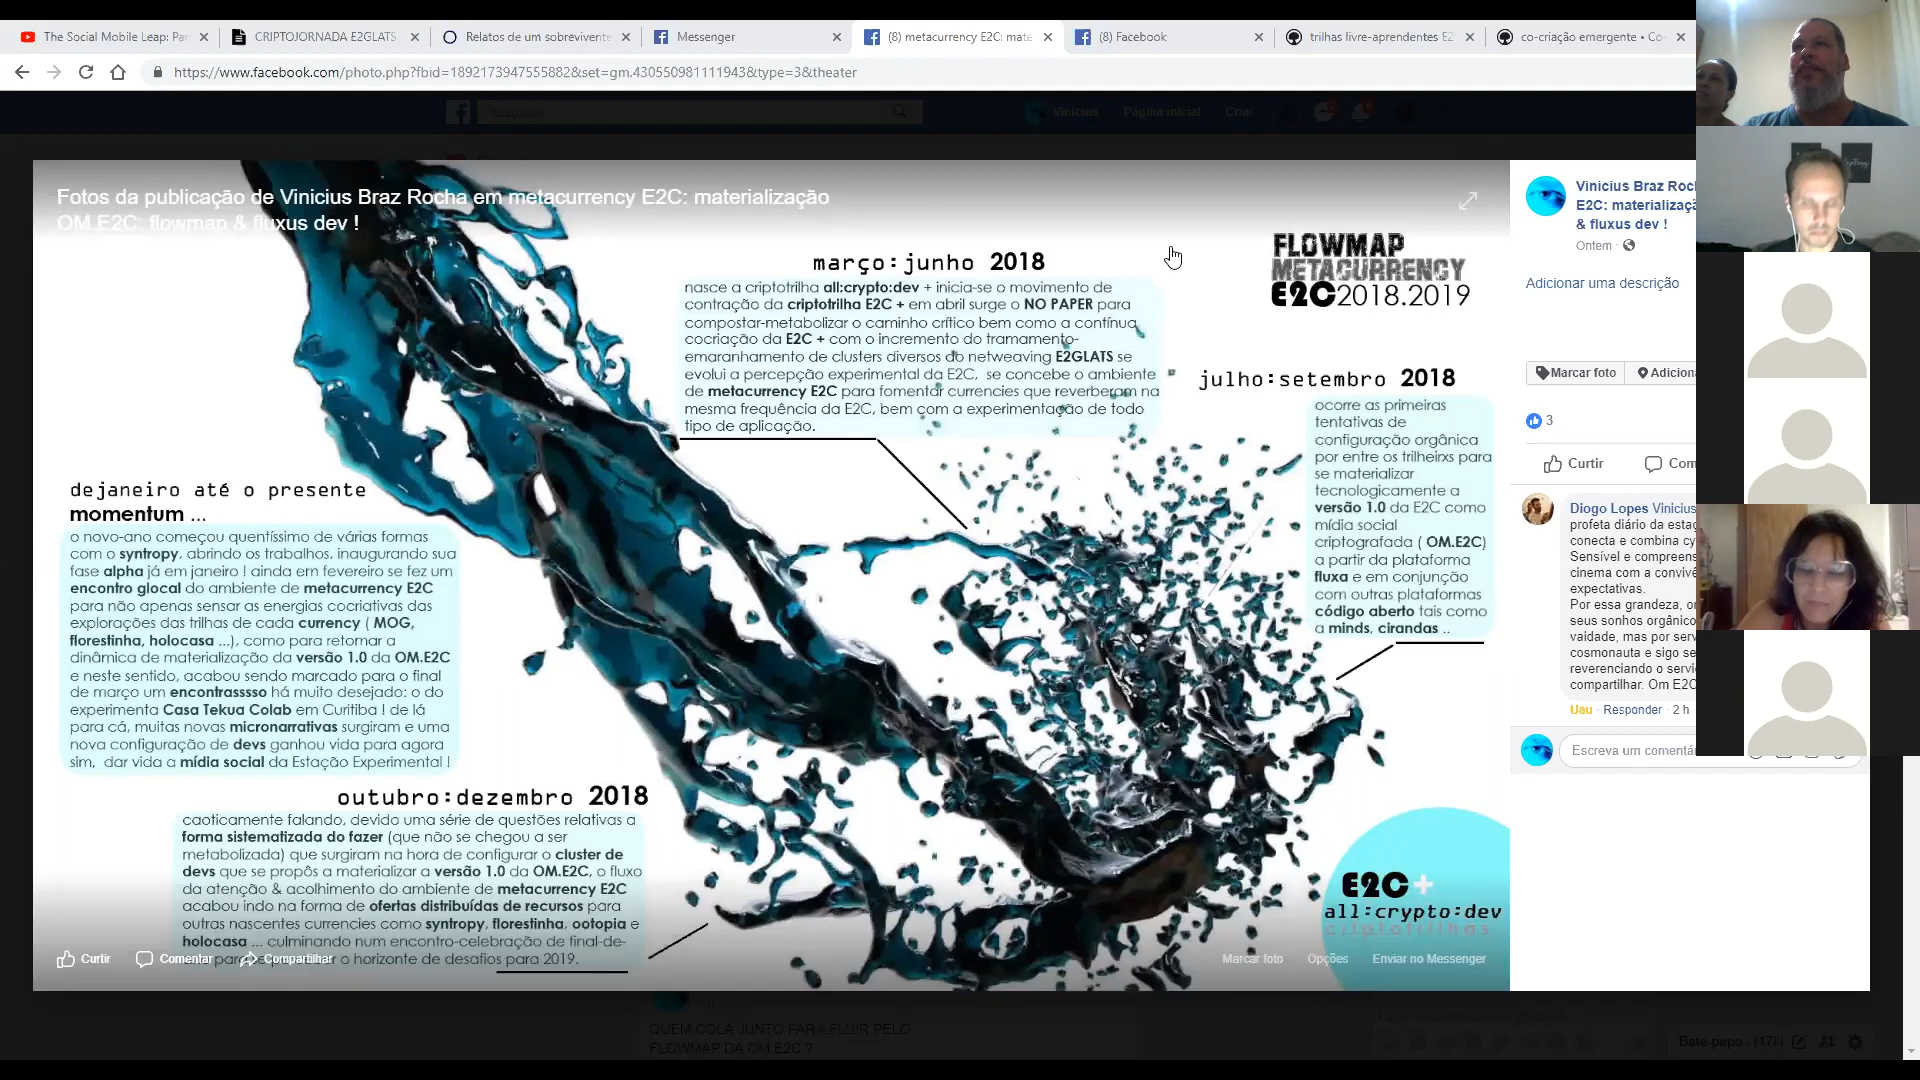 The Social Mobile Leap: Par
CRIPTOJORNADA E2GLATS
Relatos de um sobrevivente
Messenger
(8) metacurrency E2C: mate
(8) Facebook
trilhas livre-aprendentes E2
co-criação emergente • Co-
https://www.facebook.com/photo.php?fbid=1892173947555882&set=gm.430550981111943&type=3&theater
Vinicius
Página inicial
Criar
Fotos da publicação de Vinicius Braz Rocha em metacurrency E2C: materialização
OM.E2C: flowmap & fluxus dev !
FLOWMAP
METACURRENCY
E2C2018.2019
março:junho 2018
nasce a criptotrilha all:crypto:dev + inicia-se o movimento de
contração da criptotrilha E2C + em abril surge o NO PAPER para
compostar-metabolizar o caminho crítico bem como a contínua
cocriação da E2C + com o incremento do tramamento-
emaranhamento de clusters diversos do netweaving E2GLATS se
evolui a percepção experimental da E2C, se concebe o ambiente
de metacurrency E2C para fomentar currencies que reverberam na
mesma frequência da E2C, bem com a experimentação de todo
tipo de aplicação.
julho:setembro 2018
ocorre as primeiras
tentativas de
configuração orgânica
por entre os trilheirxs para
se materializar
tecnologicamente a
versão 1.0 da E2C como
mídia social
criptografada ( OM.E2C)
a partir da plataforma
fluxa e em conjunção
com outras plataformas
código aberto tais como
a minds, cirandas ..
dejaneiro até o presente
momentum ...
o novo-ano começou quentíssimo de várias formas
com o syntropy, abrindo os trabalhos, inaugurando sua
fase alpha já em janeiro ! ainda em fevereiro se fez um
encontro glocal do ambiente de metacurrency E2C
para não apenas sensar as energias cocriativas das
explorações das trilhas de cada currency ( MOG,
florestinha, holocasa ...), como para retomar a
dinâmica de materialização da versão 1.0 da OM.E2C
e neste sentido, acabou sendo marcado para o final
de março um encontrasssso há muito desejado: o do
experimenta Casa Tekua Colab em Curitiba ! de lá
para cá, muitas novas micronarrativas surgiram e uma
nova configuração de devs ganhou vida para agora
sim, dar vida a mídia social da Estação Experimental !
outubro:dezembro 2018
caoticamente falando, devido uma série de questões relativas a
forma sistematizada do fazer (que não se chegou a ser
metabolizada) que surgiram na hora de configurar o cluster de
devs que se propôs a materializar a versão 1.0 da OM.E2C, o fluxo
da atenção & acolhimento do ambiente de metacurrency E2C
acabou indo na forma de ofertas distribuídas de recursos para
outras nascentes currencies como syntropy, florestinha, ootopia e
holocasa ... culminando num encontro-celebração de final-de-
o horizonte de desafios para 2019.
Curtir
Comentar
Compartilhar
E2C+
all:crypto:dev
criptotrilhas
Marcar foto
Opções
Enviar no Messenger
Vinicius Braz Rocl
E2C: materializaçã
& fluxus dev !
Ontem
Adicionar uma descrição
Marcar foto
Adiciona
3
Curtir
Com
Diogo Lopes Vinicius
profeta diário da estaç
conecta e combina cy
Sensível e compreens
cinema com a convivê
expectativas.
Por essa grandeza, o
seus sonhos orgânico
vaidade, mas por serv
cosmonauta e sigo se
reverenciando o servi
compartilhar. Om E2C
Uau · Responder · 2 h
Escreva um comentá
QUEM COLA JUNTO PARA FLUIR PELO
FLOWMAP DA OM.E2C ?